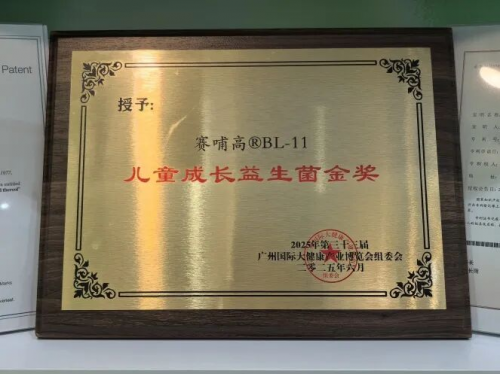 Patent
授予:
赛哺高®BL-11
儿童成长益生菌金奖
2025年第三十三届
广州国际大健康产业博览会组委会
二〇二五年六月